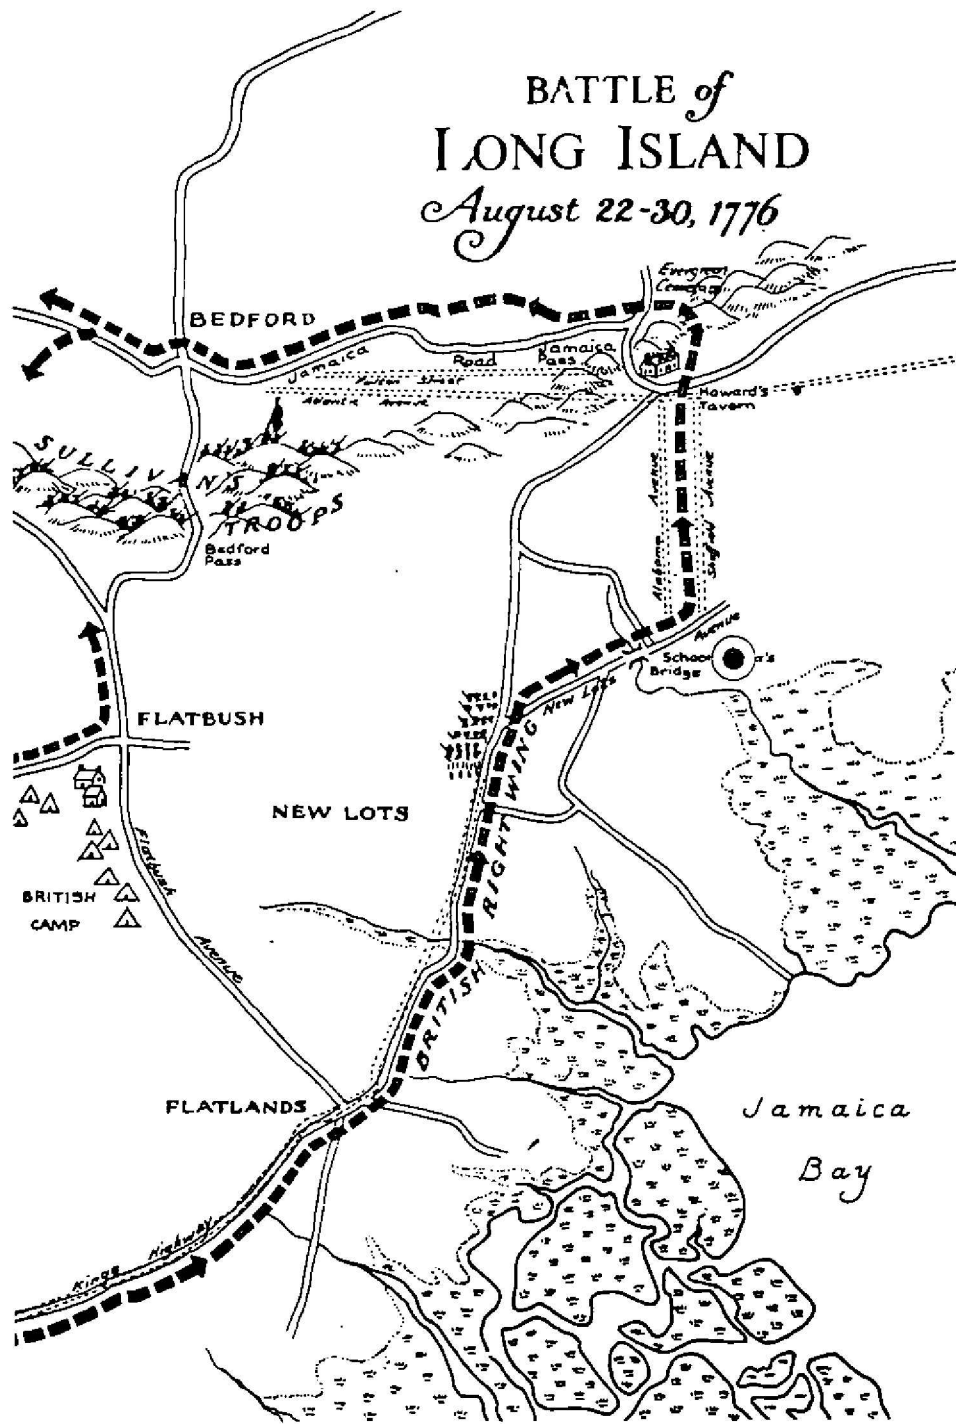 BATTLE of
LONG ISLAND
August 22-30, 1776
Evergreen
Cemetery
BEDFORD
Jamaica
Road
Jamaica
Pass
Fulton Street
Atlantic Avenue
Howard's
Tavern
SULLIV N'S
TROOPS
Bedford
Pass
Alabama Avenue
Avenue
New Lots
Avenue
Bridge
FLATBUSH
NEW LOTS
BRITISH
CAMP
Flatbush
Avenue
BRITISH RIGHT WING
FLATLANDS
Kings Highway
Jamaica
Bay